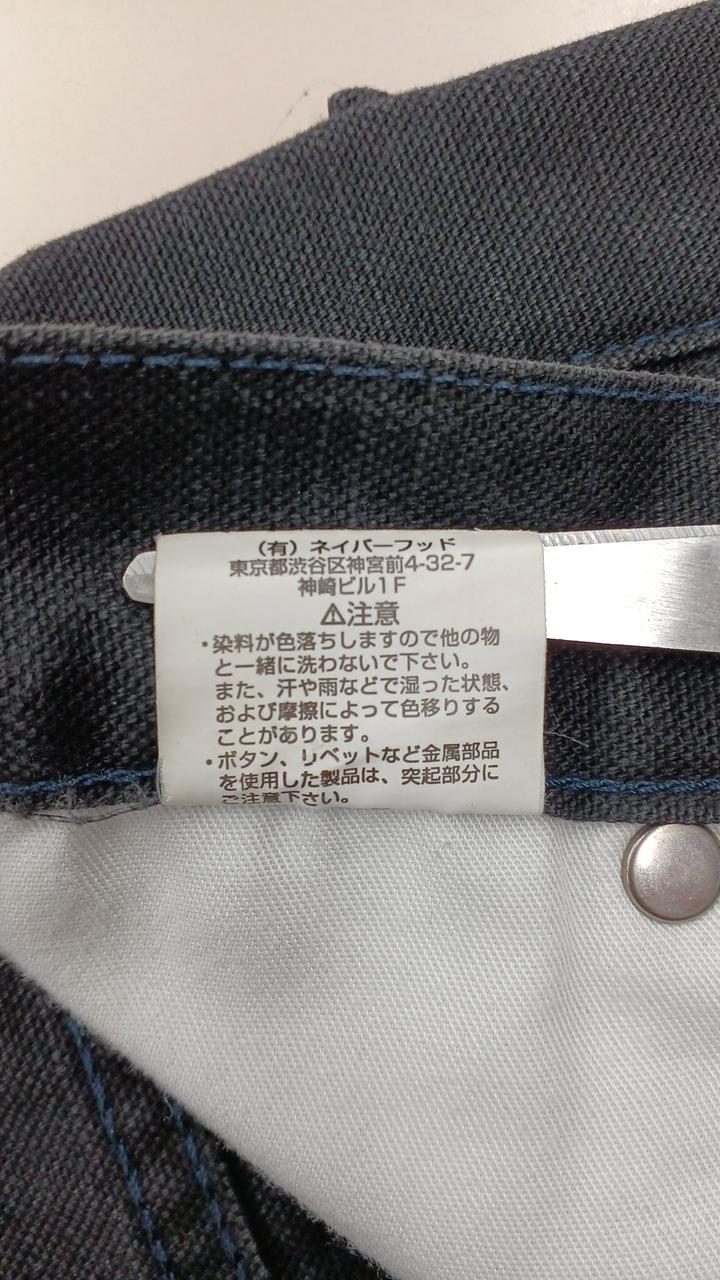 （有）ネイバーフッド
東京都渋谷区神宮前4-32-7
神崎ビル1F
⚠注意
・染料が色落ちしますので他の物
と一緒に洗わないで下さい。
また、汗や雨などで湿った状態、
および摩擦によって色移りする
ことがあります。
・ボタン、リベットなど金属部品
を使用した製品は、突起部分に
ご注意下さい。